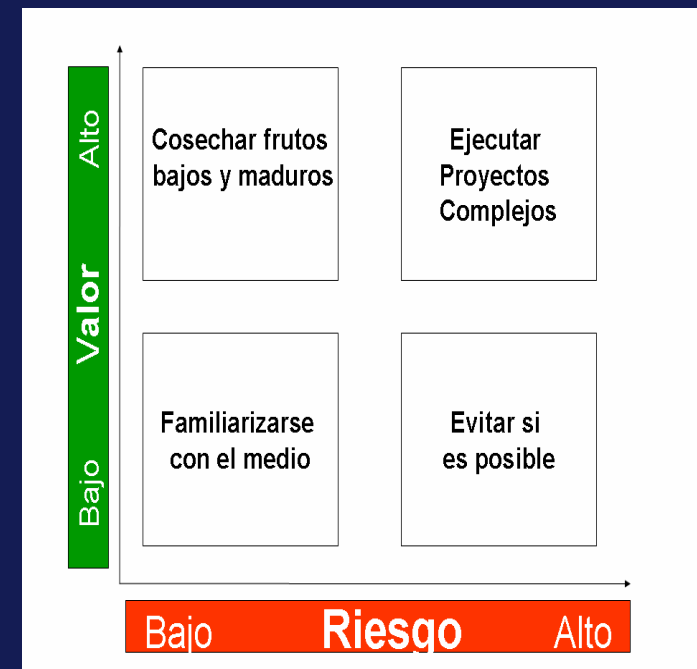 Alto
Valor
Bajo
Cosechar frutos
bajos y maduros
Ejecutar
Proyectos
Complejos
Familiarizarse
con el medio
Evitar si
es posible
Bajo Riesgo Alto